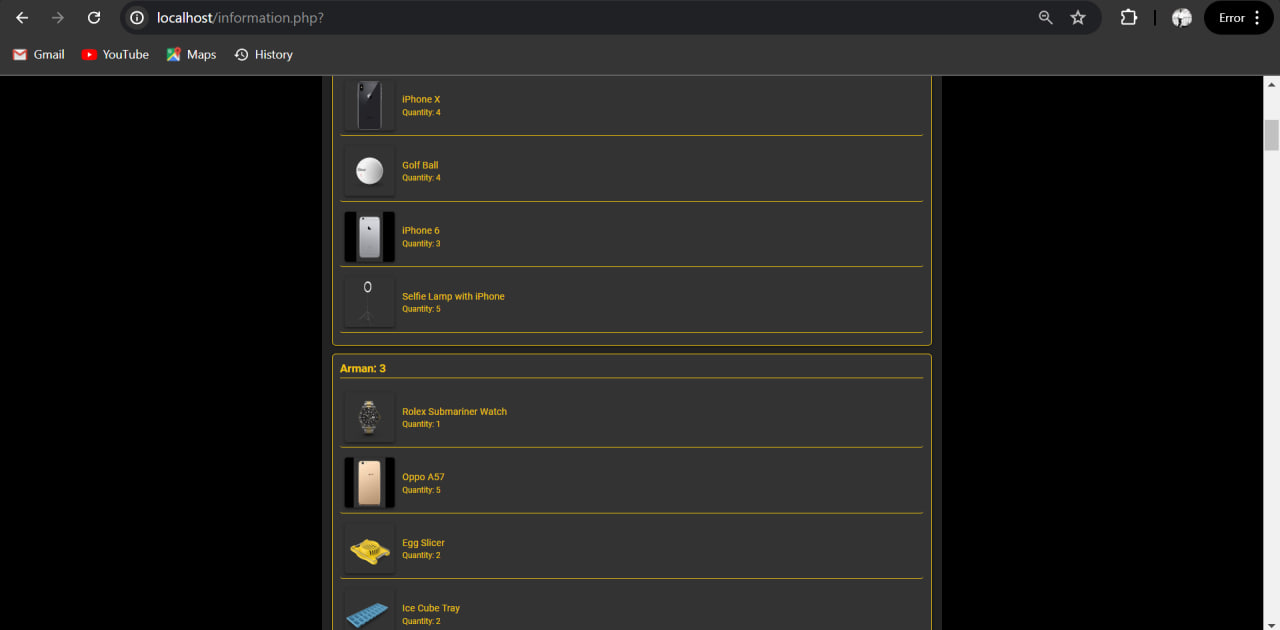 localhost/information.php?
Error
Gmail
YouTube
Maps
History
iPhone X
Quantity: 4
Golf Ball
Quantity: 4
iPhone 6
Quantity: 3
Selfie Lamp with iPhone
Quantity: 5
Arman: 3
Rolex Submariner Watch
Quantity: 1
Oppo A57
Quantity: 5
Egg Slicer
Quantity: 2
Ice Cube Tray
Quantity: 2